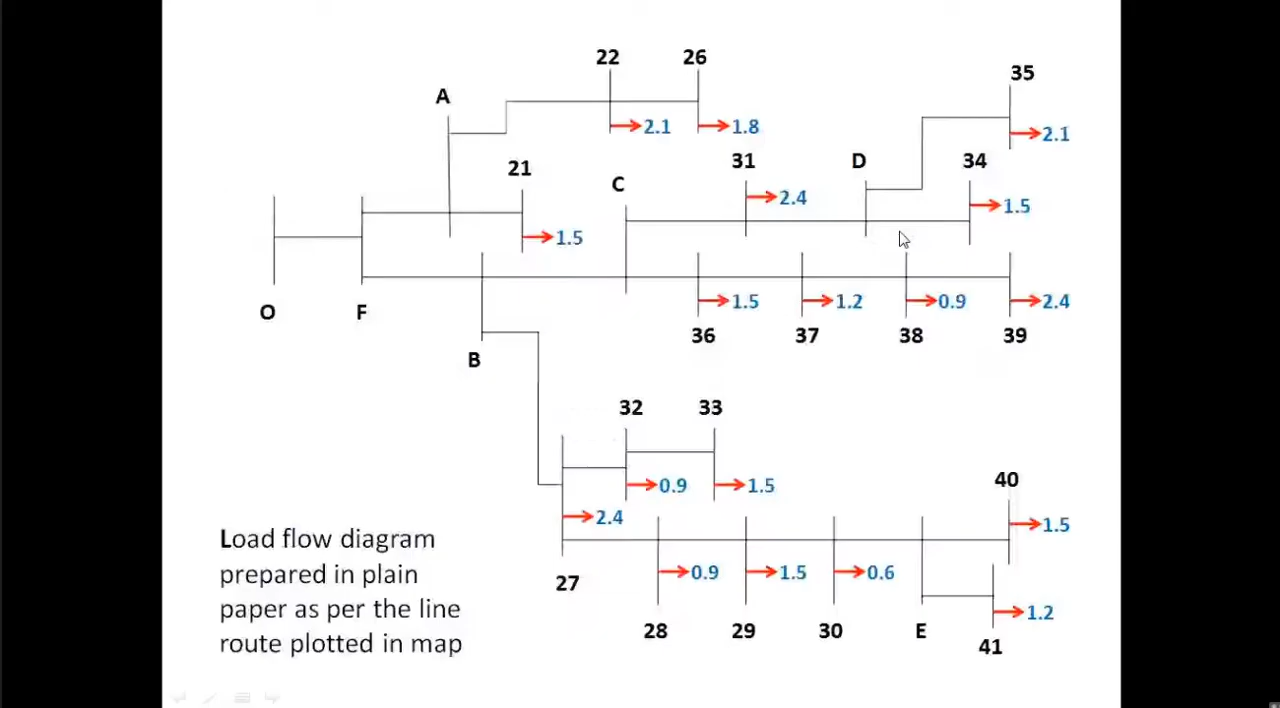 22 26
35
A
2.1 1.8
2.1
21
C
31
D
34
2.4
1.5
1.5
O
F
1.5 1.2 0.9 2.4
36 37 38 39
B
32 33
0.9 1.5
40
2.4
1.5
27
0.9 1.5 0.6
28 29 30 E
1.2
41
Load flow diagram
prepared in plain
paper as per the line
route plotted in map